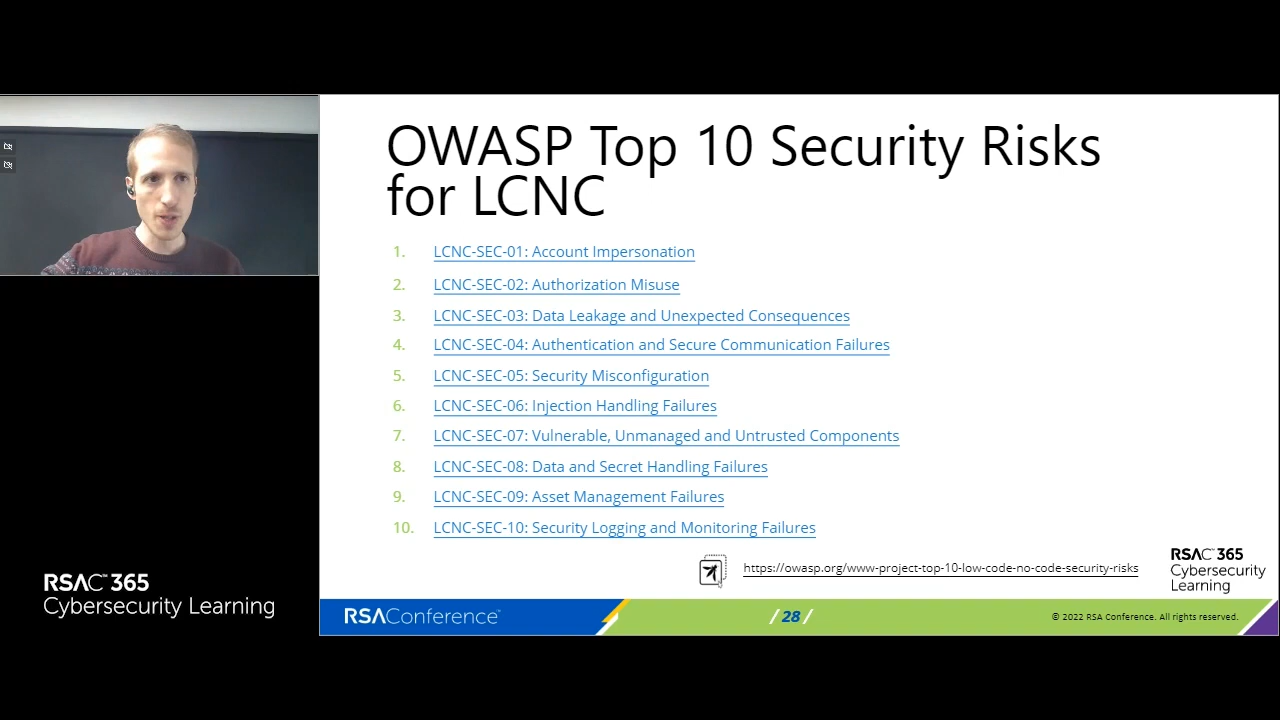 OWASP Top 10 Security Risks
for LCNC
1. LCNC-SEC-01: Account Impersonation
2. LCNC-SEC-02: Authorization Misuse
3. LCNC-SEC-03: Data Leakage and Unexpected Consequences
4. LCNC-SEC-04: Authentication and Secure Communication Failures
5. LCNC-SEC-05: Security Misconfiguration
6. LCNC-SEC-06: Injection Handling Failures
7. LCNC-SEC-07: Vulnerable, Unmanaged and Untrusted Components
8. LCNC-SEC-08: Data and Secret Handling Failures
9. LCNC-SEC-09: Asset Management Failures
10. LCNC-SEC-10: Security Logging and Monitoring Failures
https://owasp.org/www-project-top-10-low-code-no-code-security-risks
RSAC™ 365
Cybersecurity
Learning
RSAC™ 365
Cybersecurity Learning
RSAConference™
/ 28 /
© 2022 RSA Conference. All rights reserved.